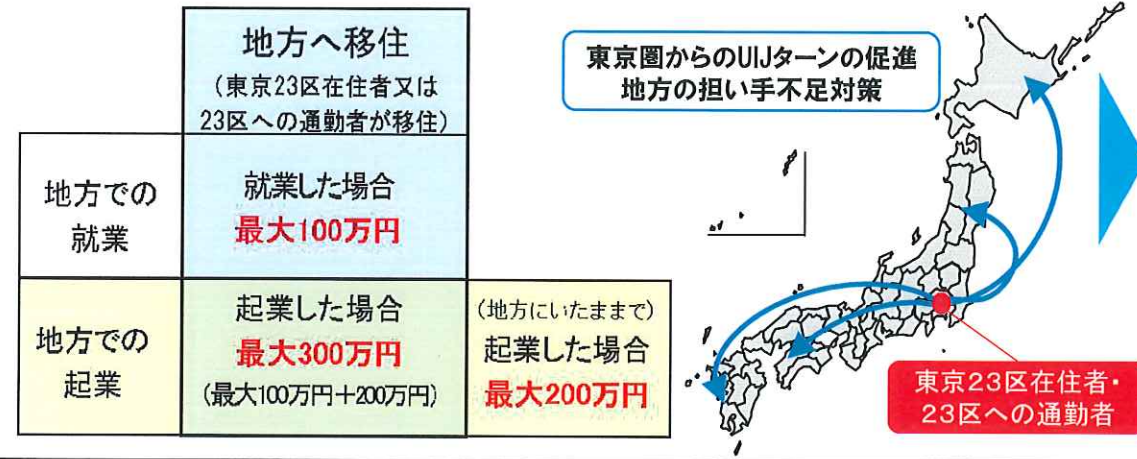 地方へ移住
（東京23区在住者又は
23区への通勤者が移住）
地方での
就業
就業した場合
最大100万円
地方での
起業
起業した場合
最大300万円
（最大100万円＋200万円）
（地方にいたままで）
起業した場合
最大200万円
東京圏からのUIJターンの促進
地方の担い手不足対策
東京23区在住者・
23区への通勤者